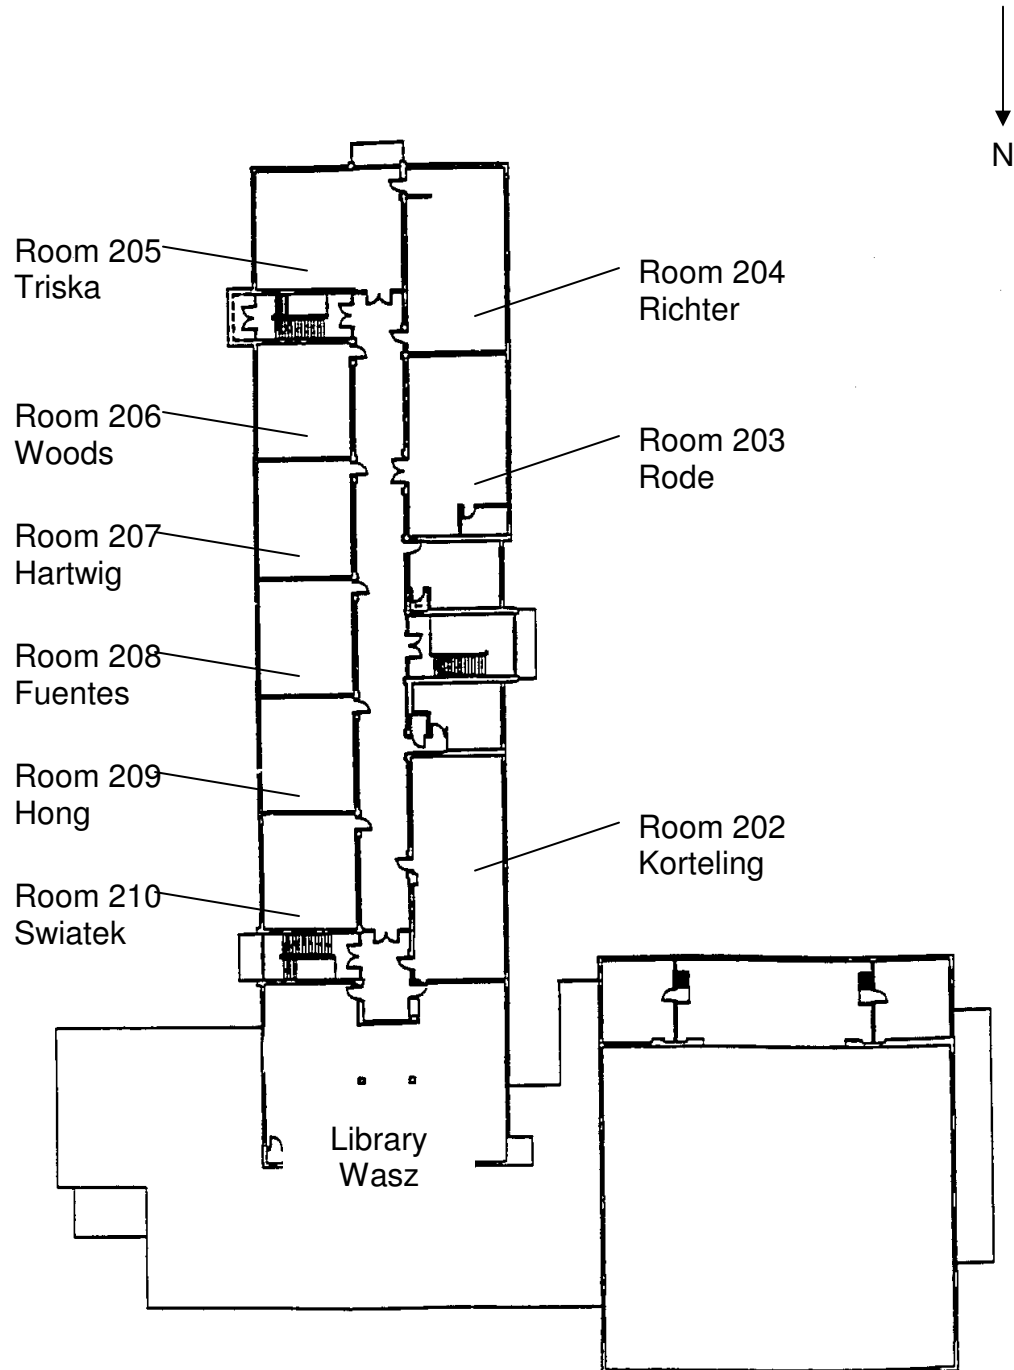 N
Room 205
Triska
Room 204
Richter
Room 206
Woods
Room 203
Rode
Room 207
Hartwig
Room 208
Fuentes
Room 209
Hong
Room 202
Korteling
Room 210
Swiatek
Library
Wasz